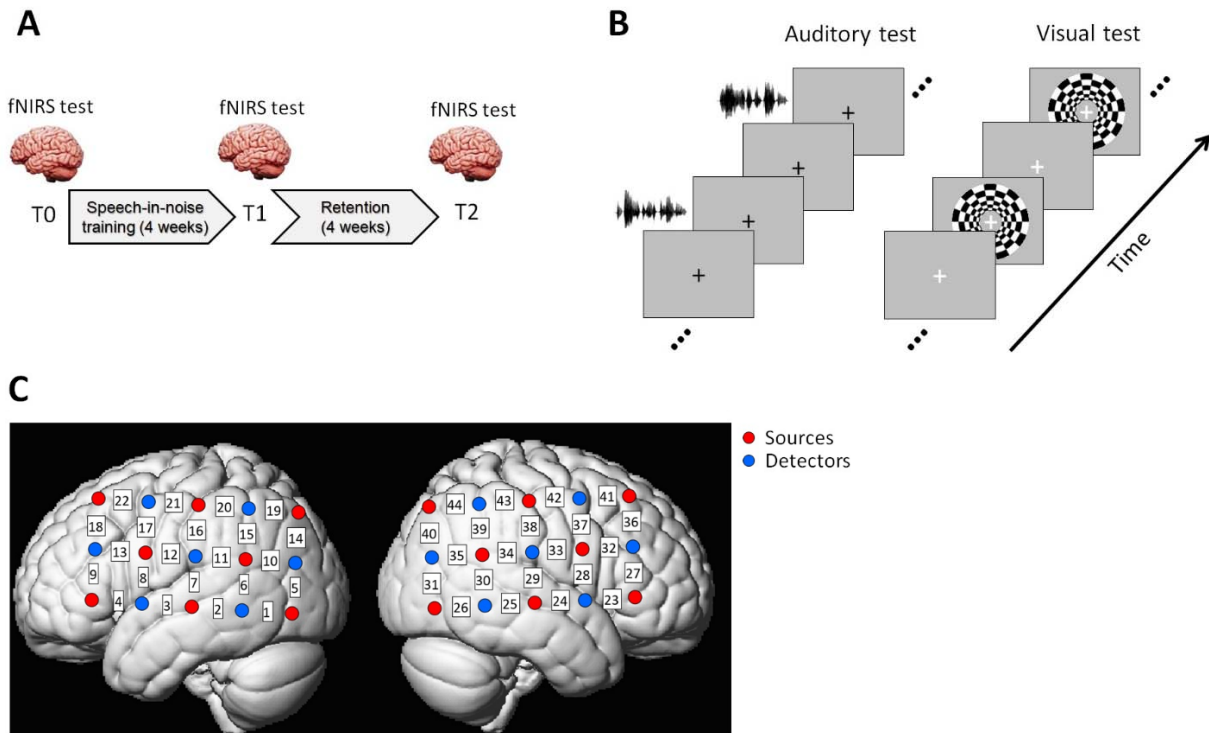 A
fNIRS test
fNIRS test
fNIRS test
T0
Speech-in-noise
training (4 weeks)
T1
Retention
(4 weeks)
T2
B
Auditory test
Visual test
Time
C
Sources
Detectors
22 21 20 19
18 17 16 15 14
13 12 11 10
9 8 7 6 5
4 3 2 1
44 43 42 41
40 39 38 37 36
35 34 33 32
31 30 29 28 27
26 25 24 23